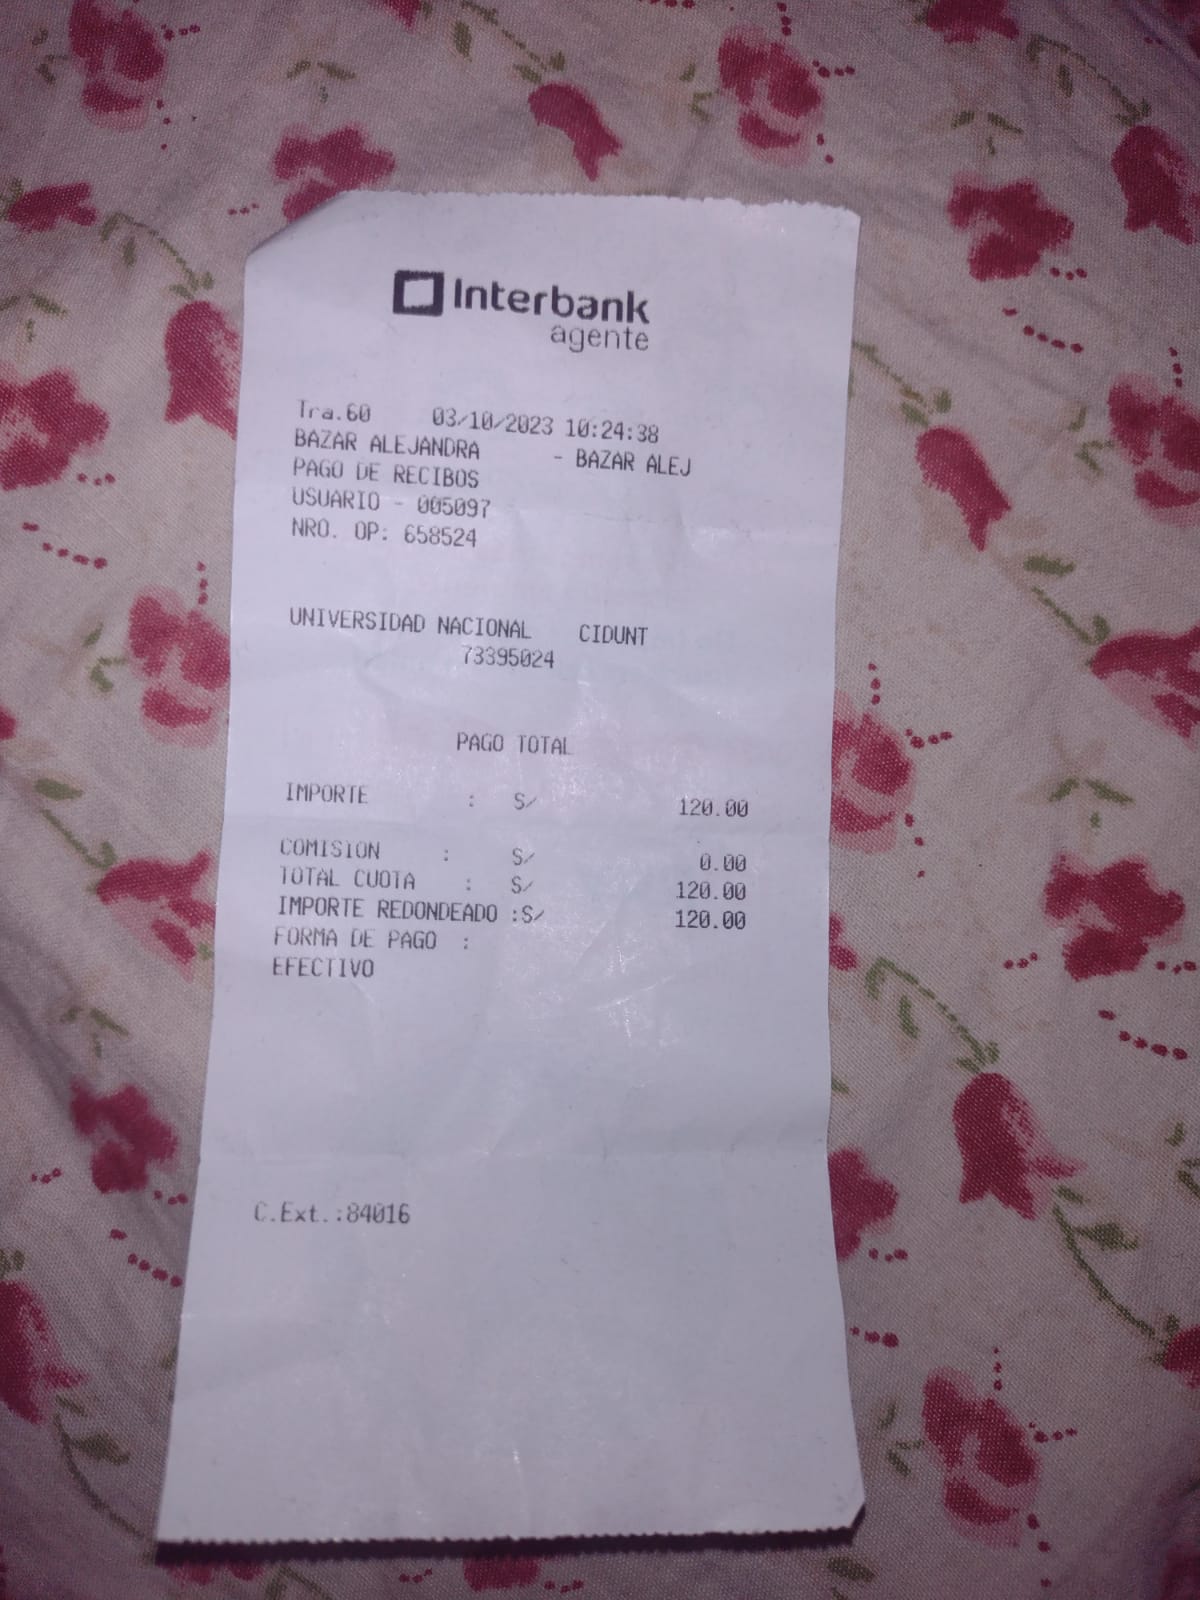 Interbank
agente
Tra.60 03/10/2023 10:24:38
BAZAR ALEJANDRA - BAZAR ALEJ
PAGO DE RECIBOS
USUARIO - 005097
NRO. OP: 658524
UNIVERSIDAD NACIONAL CIDUNT
73395024
PAGO TOTAL
IMPORTE : S/ 120.00
COMISION : S/ 0.00
TOTAL CUOTA : S/ 120.00
IMPORTE REDONDEADO :S/ 120.00
FORMA DE PAGO :
EFECTIVO
C.Ext.:84016